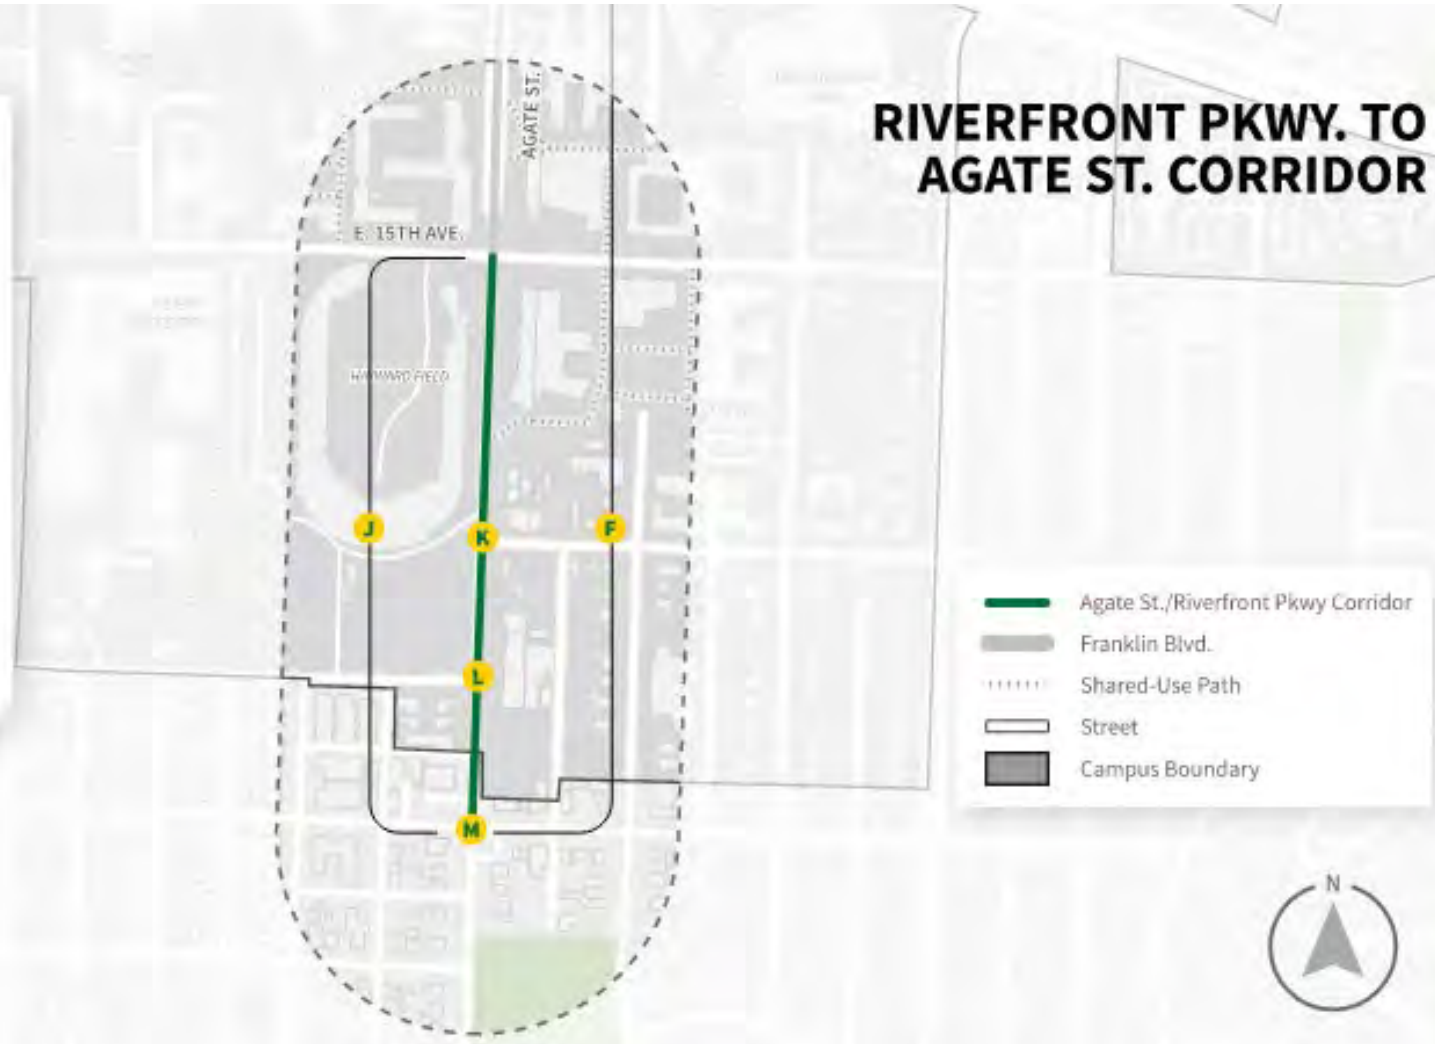 RIVERFRONT PKWY. TO
AGATE ST. CORRIDOR
AGATE ST.
E. 15TH AVE.
HAYWARD FIELD
J
K
F
L
M
Agate St./Riverfront Pkwy Corridor
Franklin Blvd.
Shared-Use Path
Street
Campus Boundary
N